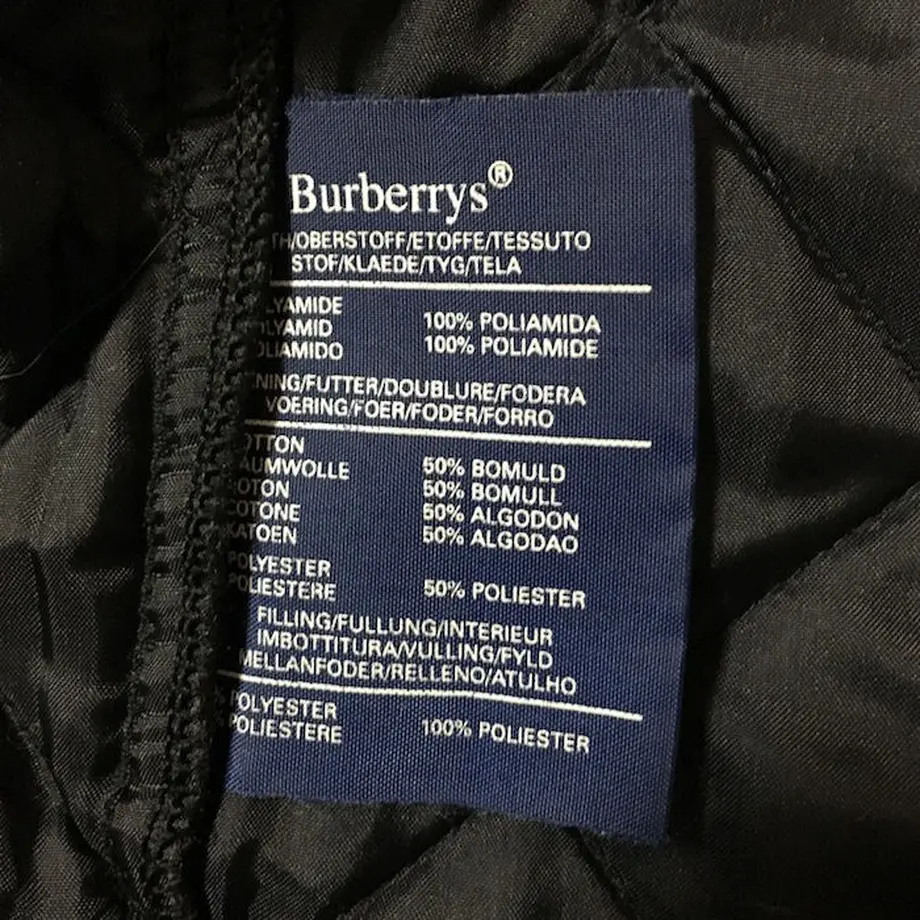 Burberrys®
TH/OBERSTOFF/ETOFFE/TESSUTO
STOF/KLAEDE/TYG/TELA
LYAMIDE
LYAMID 100% POLIAMIDA
OLIAMIDO 100% POLIAMIDE
NING/FUTTER/DOUBLURE/FODERA
VOERING/FOER/FODER/FORRO
OTTON
AUMWOLLE 50% BOMULD
OTON 50% BOMULL
COTONE 50% ALGODON
KATOEN 50% ALGODAO
POLYESTER
POLIESTERE 50% POLIESTER
FILLING/FULLUNG/INTERIEUR
IMBOTTITURA/VULLING/FYLD
MELLANFODER/RELLENO/ATULHO
POLYESTER
POLIESTERE 100% POLIESTER